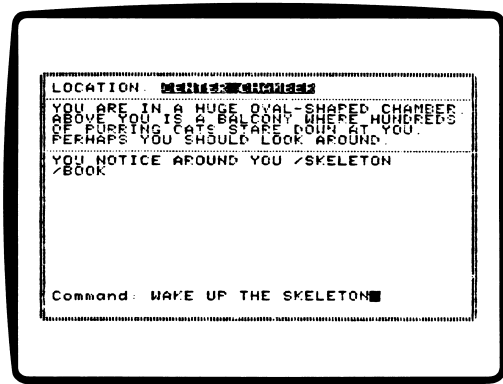 LOCATION: CENTER CHAMBER
YOU ARE IN A HUGE OVAL-SHAPED CHAMBER.
ABOVE YOU IS A BALCONY WHERE HUNDREDS
OF PURRING CATS STARE DOWN AT YOU.
PERHAPS YOU SHOULD LOOK AROUND.
YOU NOTICE AROUND YOU /SKELETON
/BOOK
Command: WAKE UP THE SKELETON